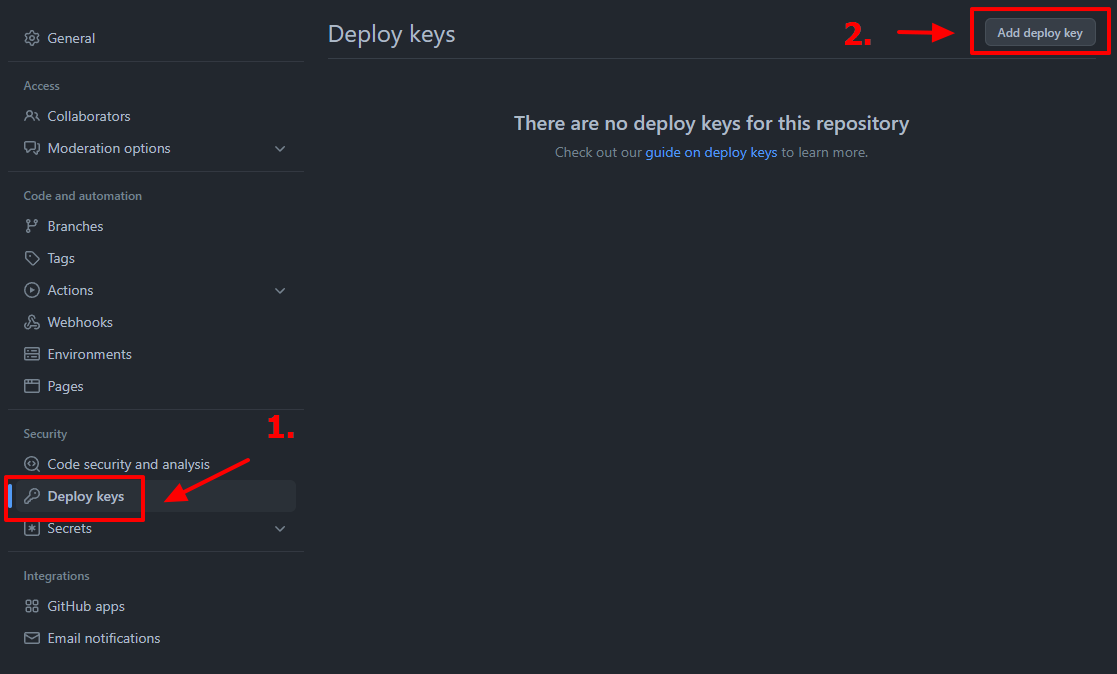 General
Access
Collaborators
Moderation options
Code and automation
Branches
Tags
Actions
Webhooks
Environments
Pages
Security
1.
Code security and analysis
Deploy keys
Secrets
Integrations
GitHub apps
Email notifications
Deploy keys
2.
Add deploy key
There are no deploy keys for this repository
Check out our guide on deploy keys to learn more.